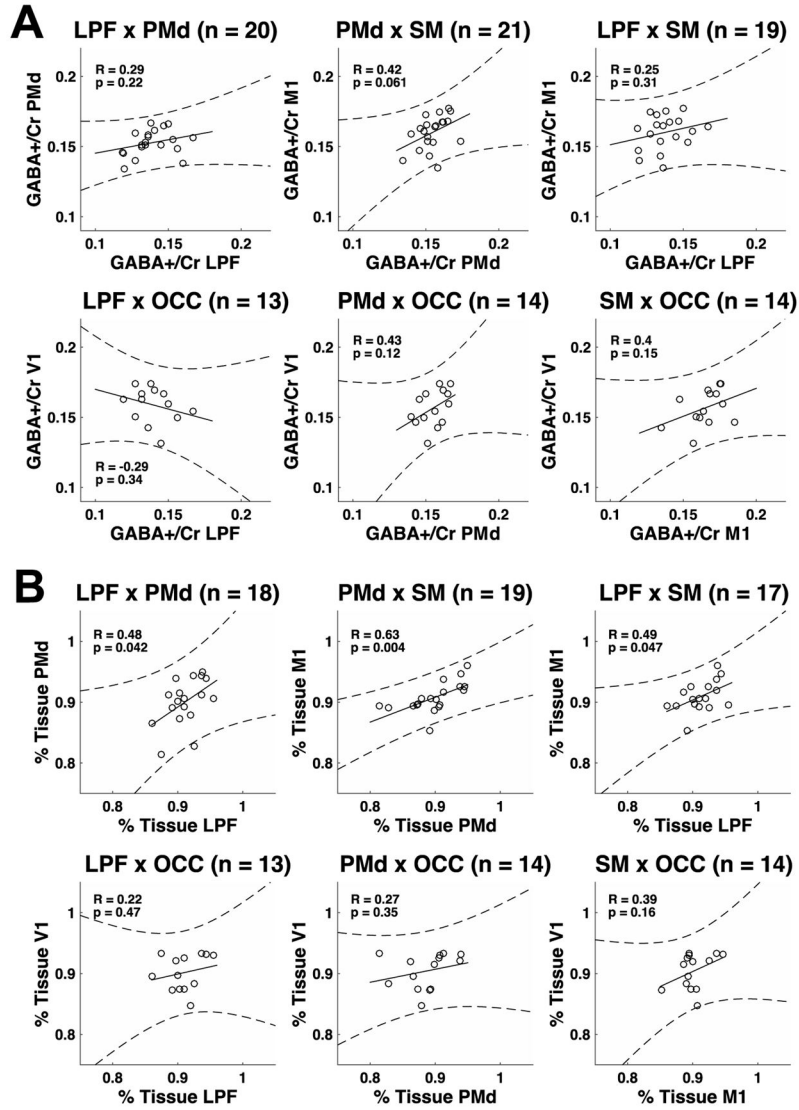 A
LPF x PMd (n = 20)
R = 0.29
p = 0.22
0.2
0.1
GABA+/Cr PMd
0.1
0.15
0.2
GABA+/Cr LPF
PMd x SM (n = 21)
R = 0.42
p = 0.061
0.2
0.15
0.1
GABA+/Cr M1
0.1
0.15
0.2
GABA+/Cr PMd
LPF x SM (n = 19)
R = 0.25
p = 0.31
0.2
0.15
0.1
GABA+/Cr M1
0.1
0.15
0.2
GABA+/Cr LPF
LPF x OCC (n = 13)
0.2
0.15
0.1
R = -0.29
p = 0.34
GABA+/Cr V1
0.1
0.15
0.2
GABA+/Cr LPF
PMd x OCC (n = 14)
R = 0.43
p = 0.12
0.2
0.15
0.1
GABA+/Cr V1
0.1
0.15
0.2
GABA+/Cr PMd
SM x OCC (n = 14)
R = 0.4
p = 0.15
0.2
0.15
0.1
GABA+/Cr V1
0.1
0.15
0.2
GABA+/Cr M1
B
LPF x PMd (n = 18)
R = 0.48
p = 0.042
1
0.9
0.8
% Tissue PMd
0.8
0.9
1
% Tissue LPF
PMd x SM (n = 19)
R = 0.63
p = 0.004
1
0.9
0.8
% Tissue M1
0.8
0.9
1
% Tissue PMd
LPF x SM (n = 17)
R = 0.49
p = 0.047
1
0.9
0.8
% Tissue M1
0.8
0.9
1
% Tissue LPF
LPF x OCC (n = 13)
R = 0.22
p = 0.47
1
0.9
0.8
% Tissue V1
0.8
0.9
1
% Tissue LPF
PMd x OCC (n = 14)
R = 0.27
p = 0.35
1
0.9
0.8
% Tissue V1
0.8
0.9
1
% Tissue PMd
SM x OCC (n = 14)
R = 0.39
p = 0.16
1
0.9
0.8
% Tissue V1
0.8
0.9
1
% Tissue M1